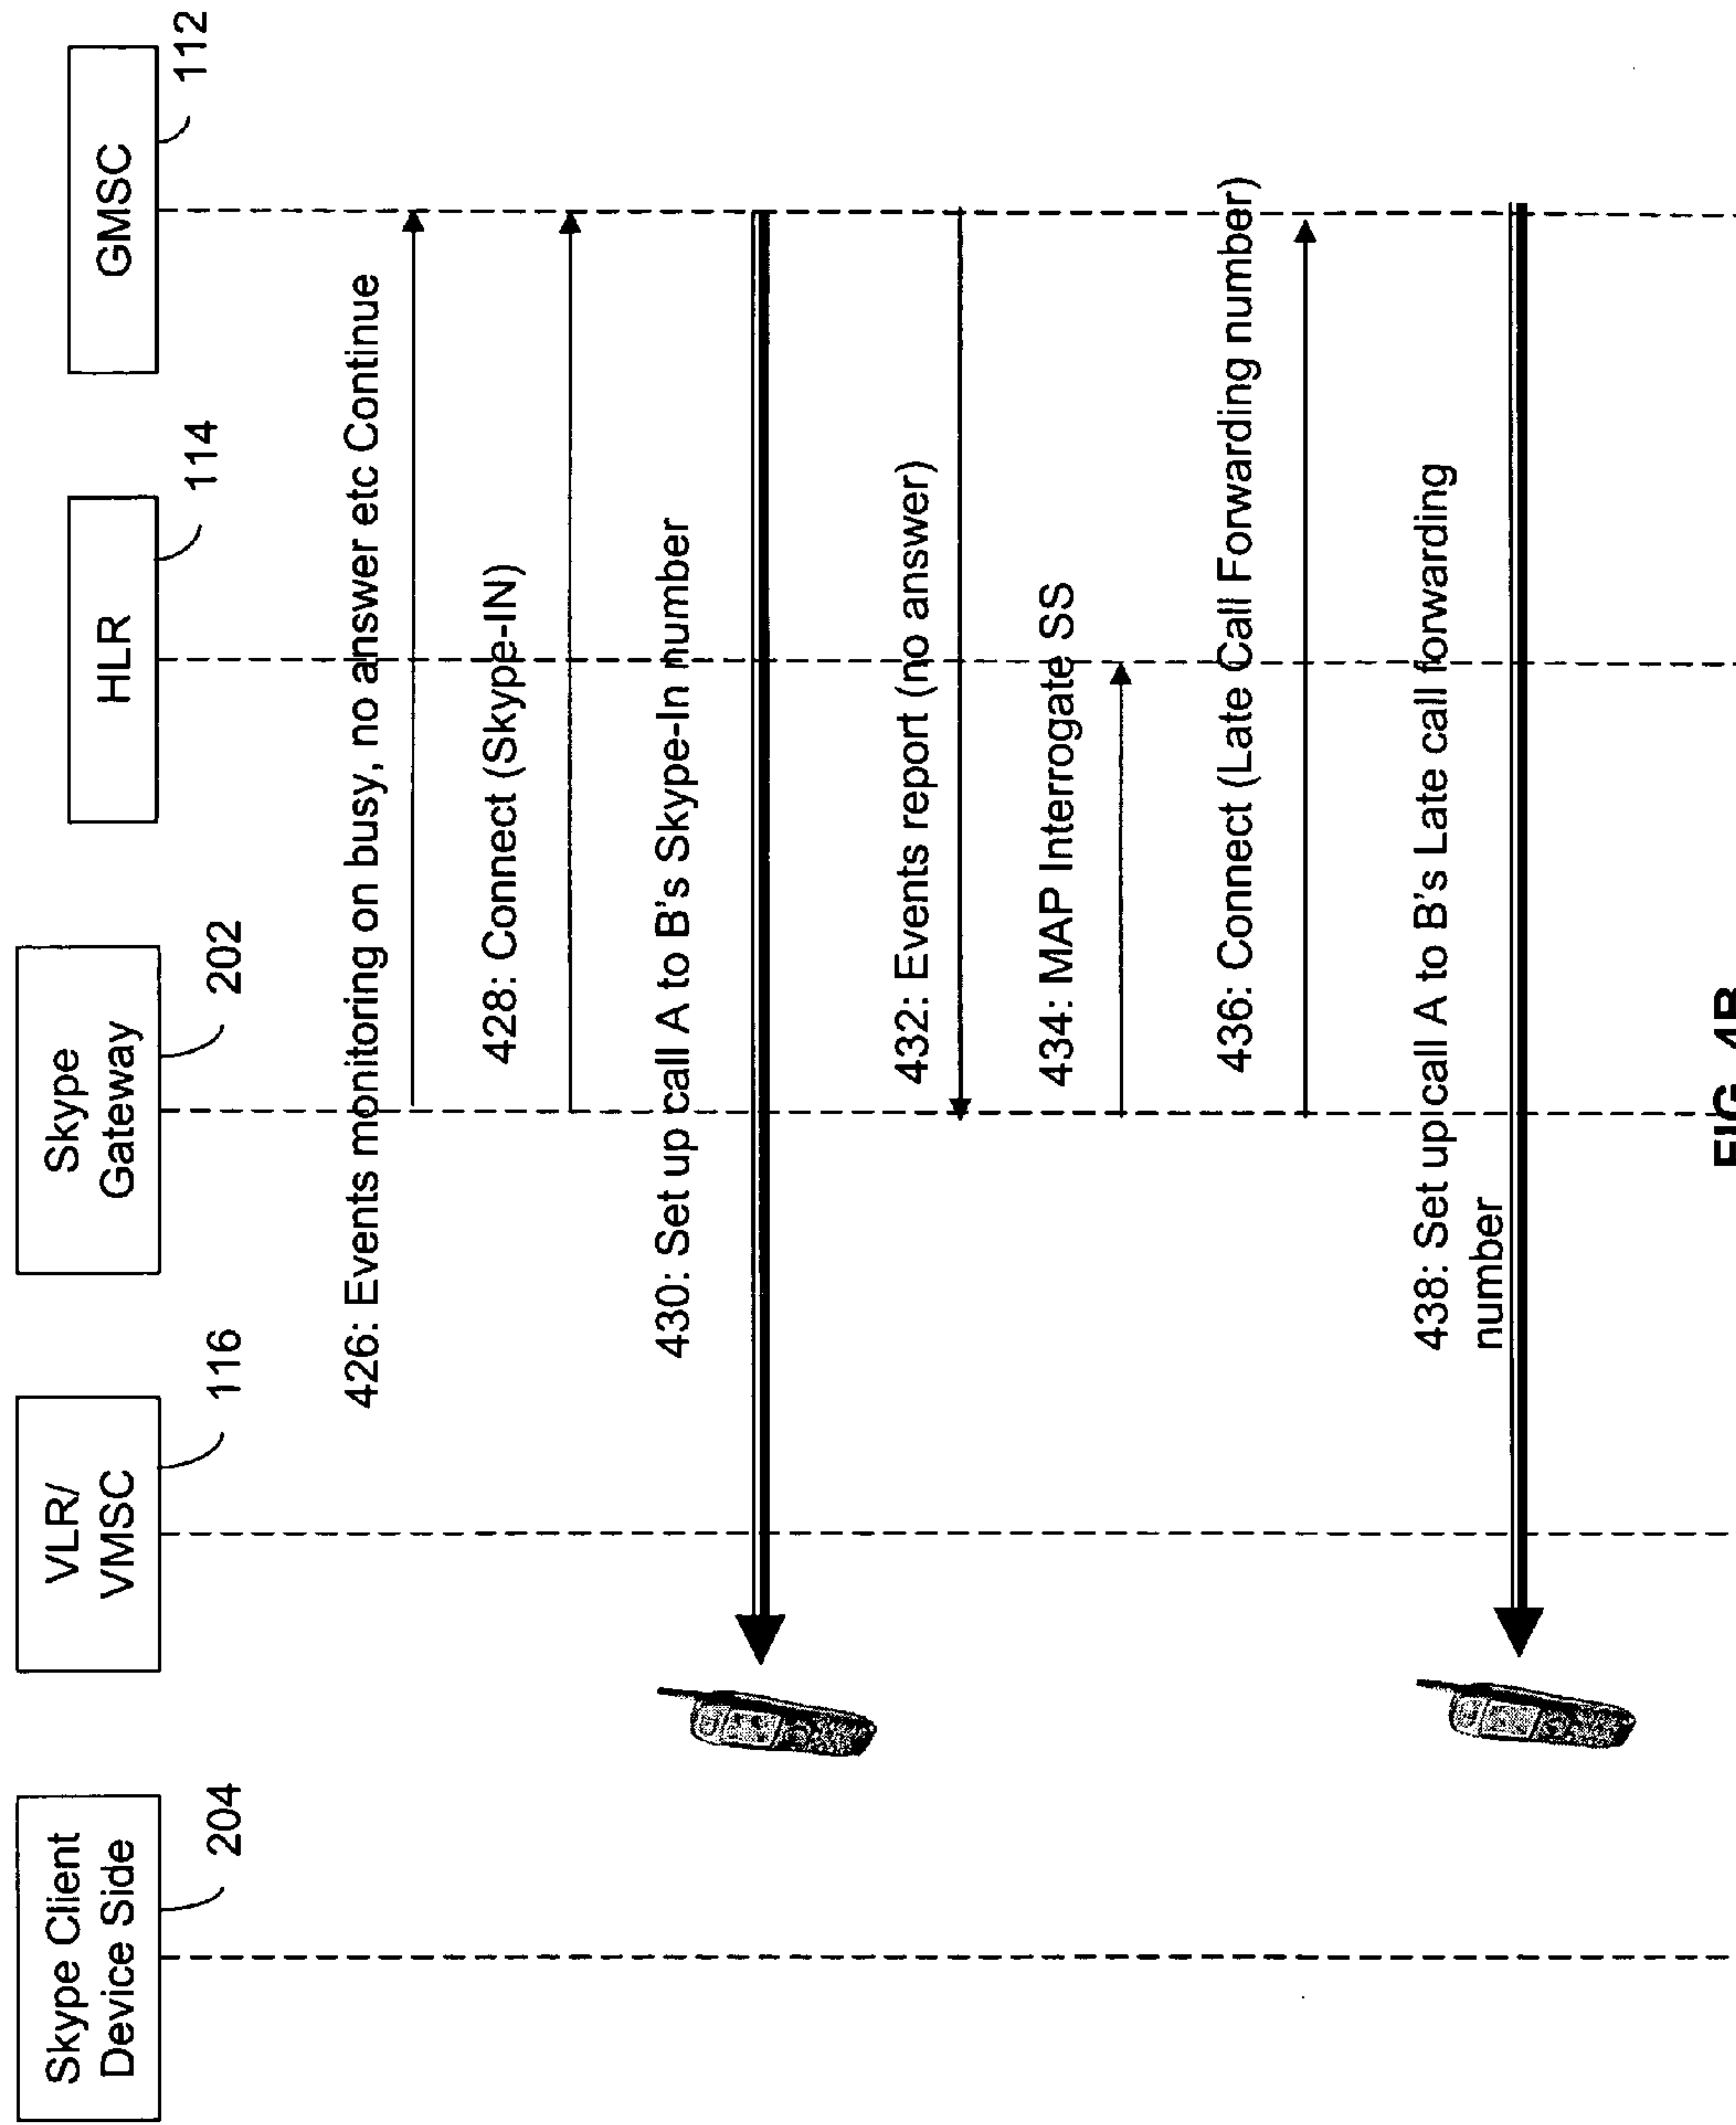 Skype Client
Device Side
204
VLR/
VMSC
116
Skype
Gateway
202
HLR
114
GMSC
112
426: Events monitoring on busy, no answer etc Continue
428: Connect (Skype-IN)
430: Set up call A to B's Skype-In number
432: Events report (no answer)
434: MAP Interrogate SS
436: Connect (Late Call Forwarding number)
438: Set up call A to B's Late call forwarding
number
FIG. 4B